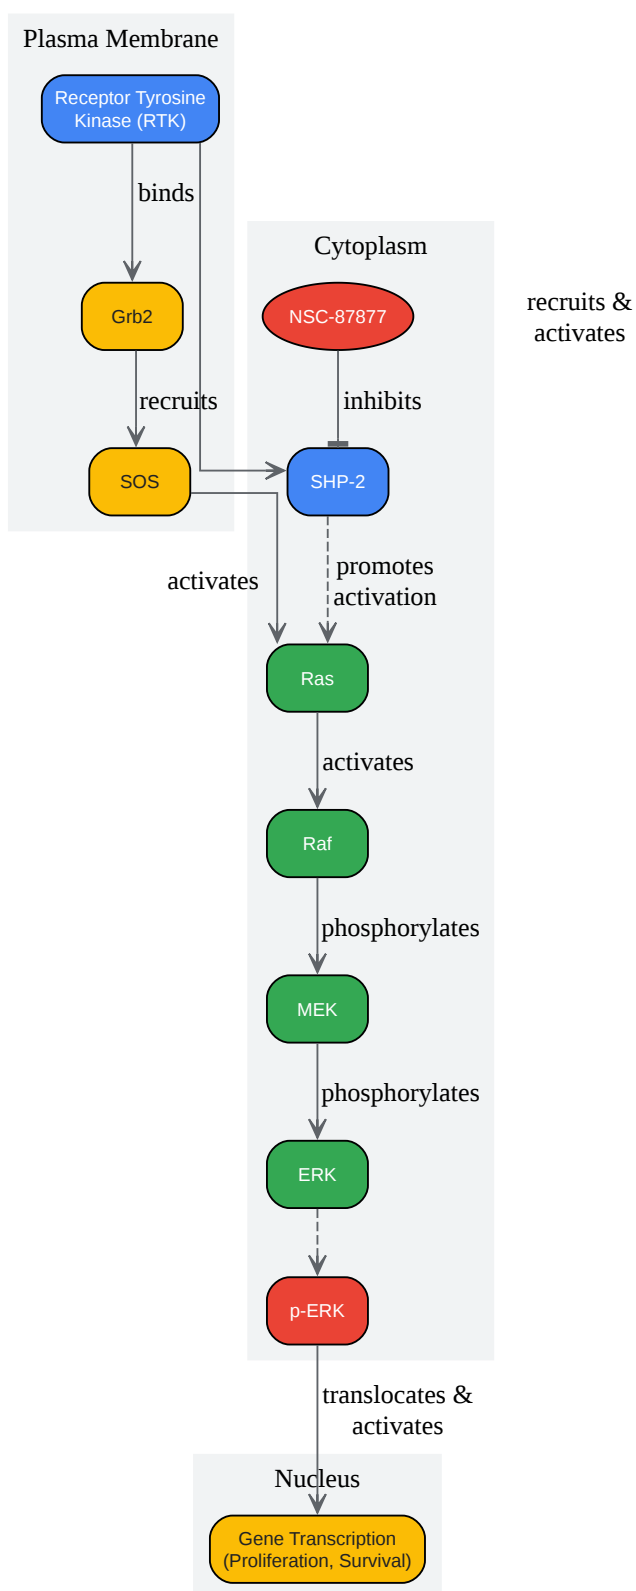 Plasma Membrane
Receptor Tyrosine
Kinase (RTK)
binds
Cytoplasm
Grb2
NSC-87877
recruits &
activates
recruits
inhibits
SOS
SHP-2
activates
promotes
activation
Ras
activates
Raf
phosphorylates
MEK
phosphorylates
ERK
p-ERK
translocates &
activates
Nucleus
Gene Transcription
(Proliferation, Survival)